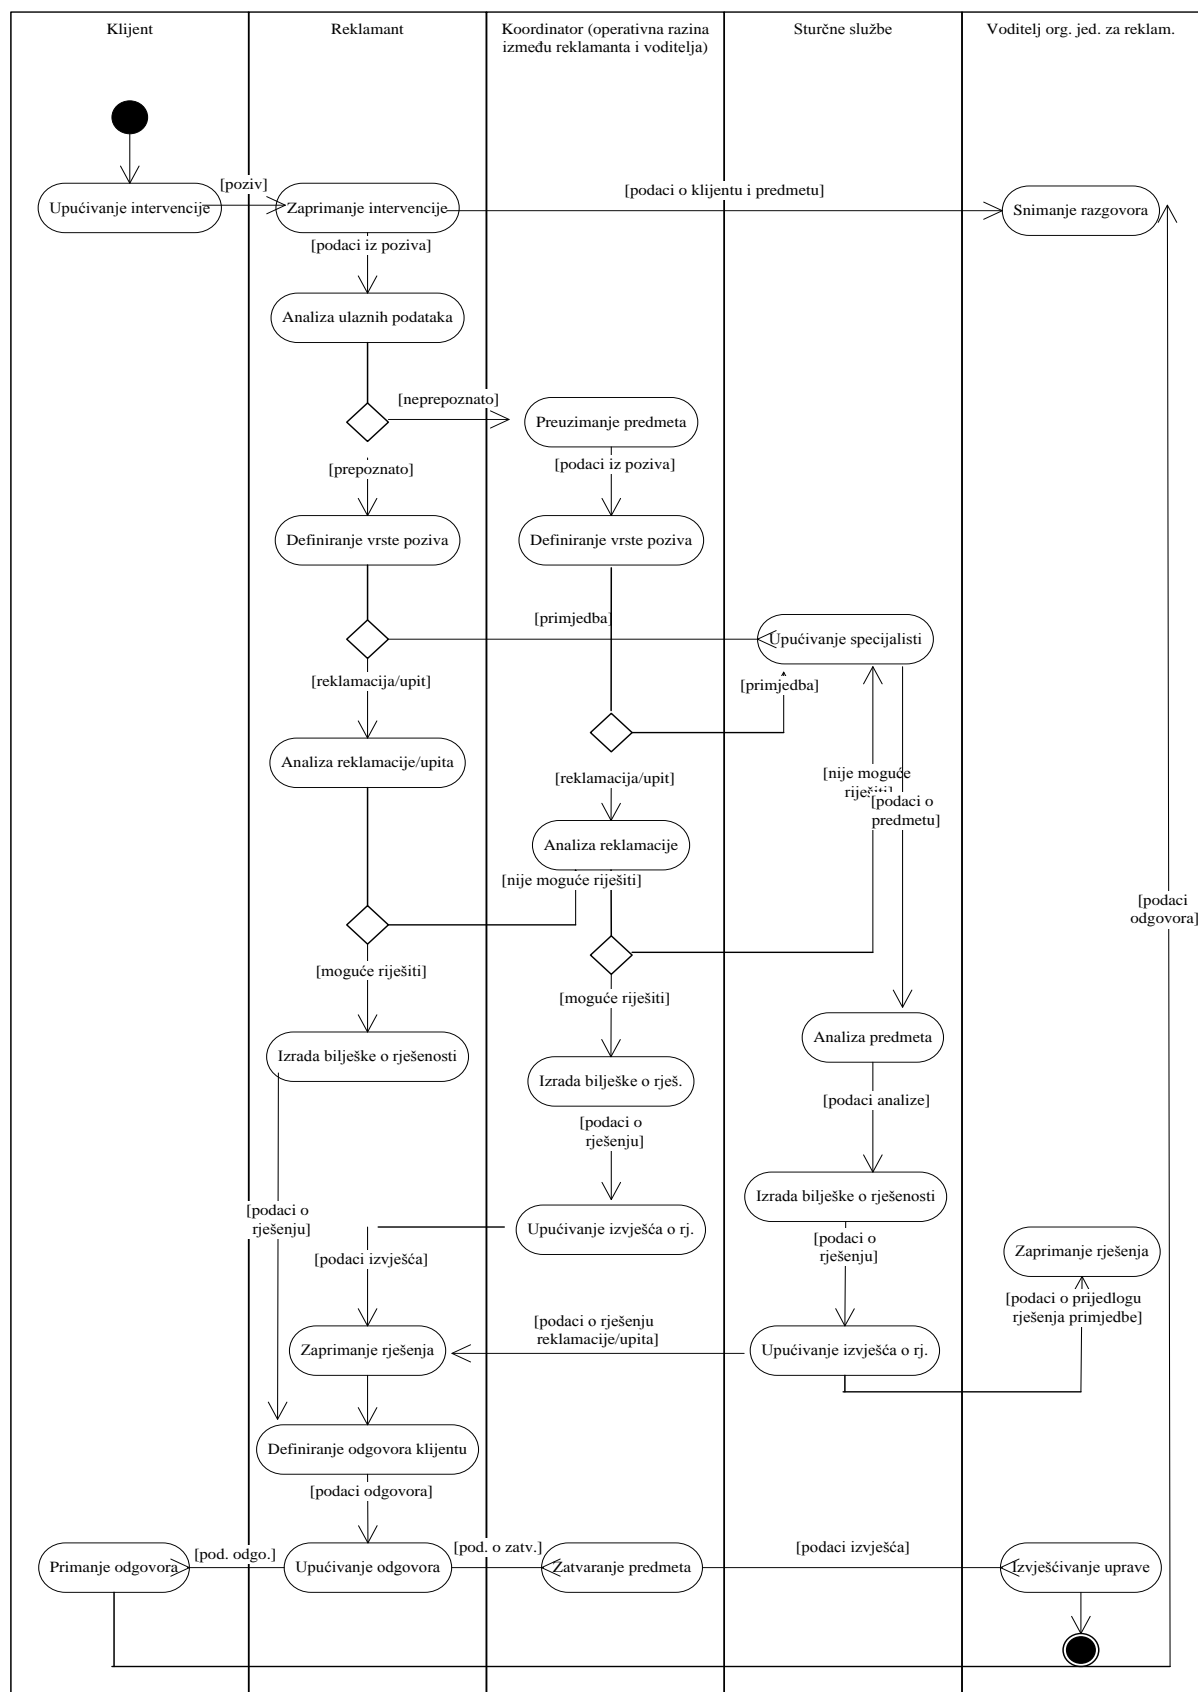 Klijent
Reklamant
Koordinator (operativna razina
između reklamanta i voditelja)
Sturčne službe
Voditelj org. jed. za reklam.
[poziv]
[podaci o klijentu i predmetu]
Upućivanje intervencije
Zaprimanje intervencije
Snimanje razgovora
[podaci iz poziva]
Analiza ulaznih podataka
[neprepoznato]
Preuzimanje predmeta
[prepoznato]
[podaci iz poziva]
Definiranje vrste poziva
Definiranje vrste poziva
[primjedba]
Upućivanje specijalisti
[reklamacija/upit]
[primjedba]
Analiza reklamacije/upita
[reklamacija/upit]
[nije moguće
riješiti]
[podaci o
predmetu]
Analiza reklamacije
[nije moguće riješiti]
[podaci
odgovora]
[moguće riješiti]
[moguće riješiti]
Analiza predmeta
Izrada bilješke o rješenosti
Izrada bilješke o rješ.
[podaci analize]
[podaci o
rješenju]
Izrada bilješke o rješenosti
[podaci o
rješenju]
Upućivanje izvješća o rj.
[podaci o
rješenju]
[podaci izvješća]
Zaprimanje rješenja
[podaci o prijedlogu
rješenja primjedbe]
[podaci o rješenju
reklamacije/upita]
Zaprimanje rješenja
Upućivanje izvješća o rj.
Definiranje odgovora klijentu
[podaci odgovora]
[pod. odgo.]
[pod. o zatv.]
[podaci izvješća]
Primanje odgovora
Upućivanje odgovora
Zatvaranje predmeta
Izvješćivanje uprave